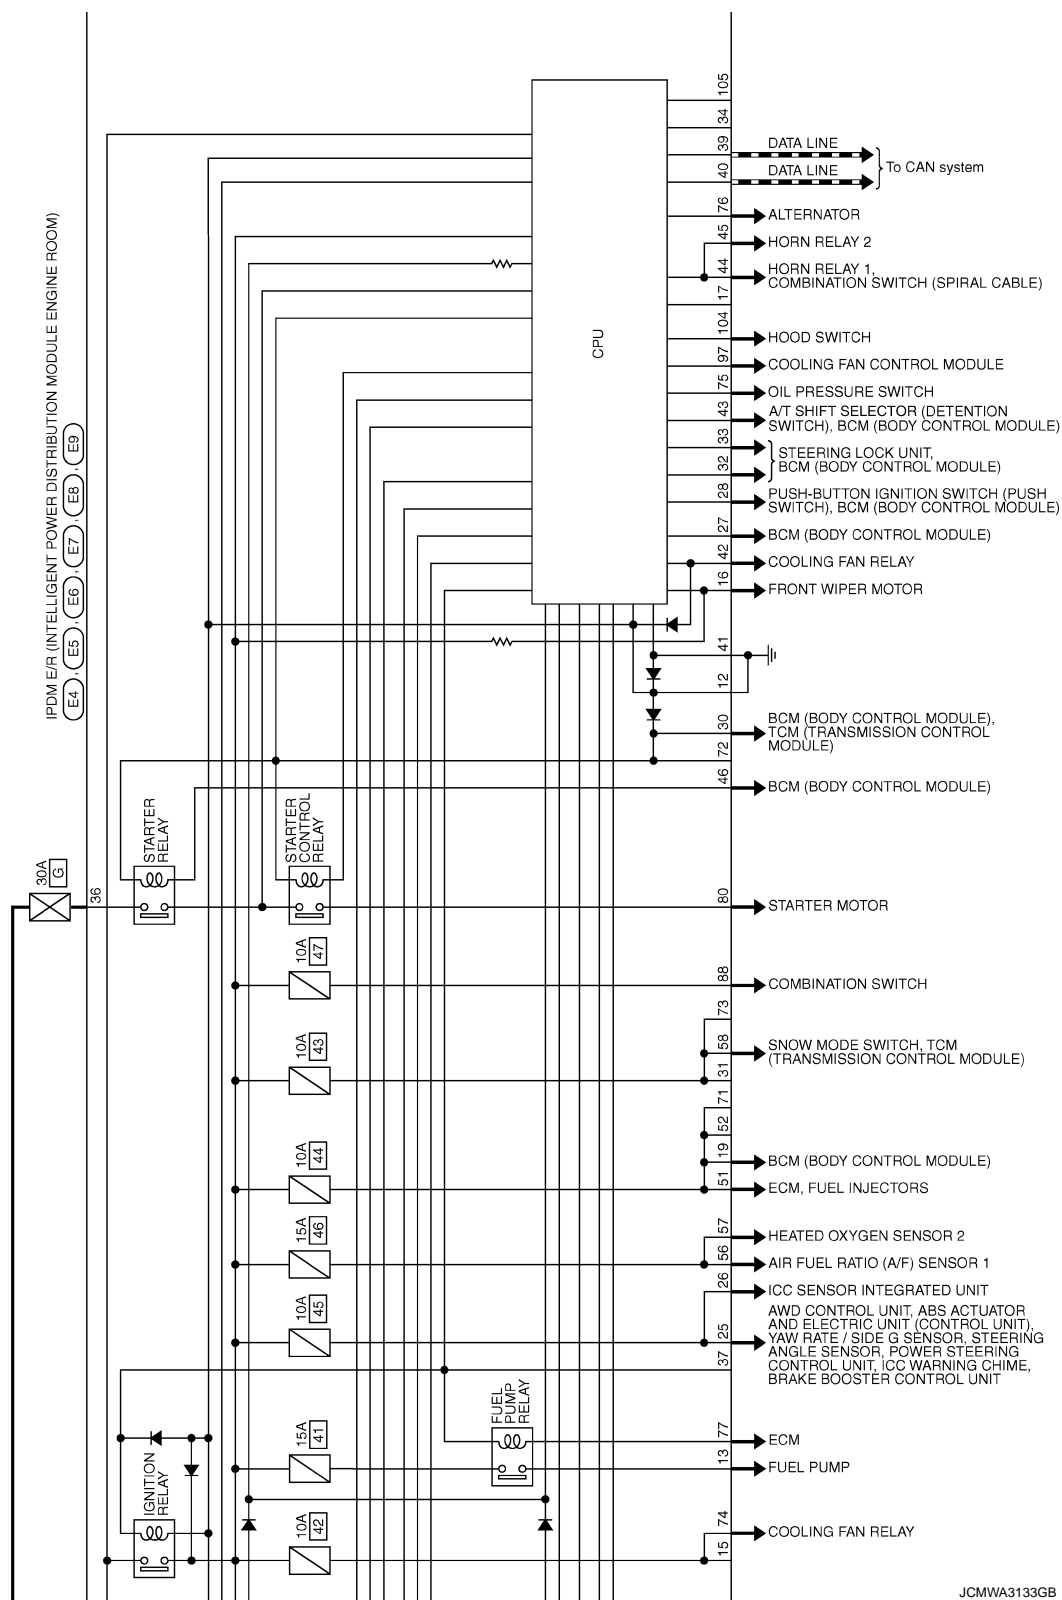 IPDM E/R (INTELLIGENT POWER DISTRIBUTION MODULE ENGINE ROOM)
E4, E5, E6, E7, E8, E9
CPU
105
34
39
DATA LINE
40
DATA LINE
To CAN system
76
ALTERNATOR
45
HORN RELAY 2
44
HORN RELAY 1,
COMBINATION SWITCH (SPIRAL CABLE)
17
104
HOOD SWITCH
97
COOLING FAN CONTROL MODULE
75
OIL PRESSURE SWITCH
43
A/T SHIFT SELECTOR (DETENTION
SWITCH), BCM (BODY CONTROL MODULE)
33
32
STEERING LOCK UNIT,
BCM (BODY CONTROL MODULE)
28
PUSH-BUTTON IGNITION SWITCH (PUSH
SWITCH), BCM (BODY CONTROL MODULE)
27
BCM (BODY CONTROL MODULE)
42
COOLING FAN RELAY
16
FRONT WIPER MOTOR
41
12
30
BCM (BODY CONTROL MODULE),
TCM (TRANSMISSION CONTROL
MODULE)
72
46
BCM (BODY CONTROL MODULE)
STARTER
RELAY
STARTER
CONTROL
RELAY
30A
G
36
80
STARTER MOTOR
10A
47
88
COMBINATION SWITCH
73
10A
43
58
SNOW MODE SWITCH, TCM
(TRANSMISSION CONTROL MODULE)
31
71
52
10A
44
19
BCM (BODY CONTROL MODULE)
51
ECM, FUEL INJECTORS
15A
46
57
HEATED OXYGEN SENSOR 2
56
AIR FUEL RATIO (A/F) SENSOR 1
26
ICC SENSOR INTEGRATED UNIT
10A
45
25
AWD CONTROL UNIT, ABS ACTUATOR
AND ELECTRIC UNIT (CONTROL UNIT),
YAW RATE / SIDE G SENSOR, STEERING
ANGLE SENSOR, POWER STEERING
CONTROL UNIT, ICC WARNING CHIME,
BRAKE BOOSTER CONTROL UNIT
37
FUEL
PUMP
RELAY
15A
41
77
ECM
13
FUEL PUMP
IGNITION
RELAY
10A
42
74
COOLING FAN RELAY
15
JCMWA3133GB